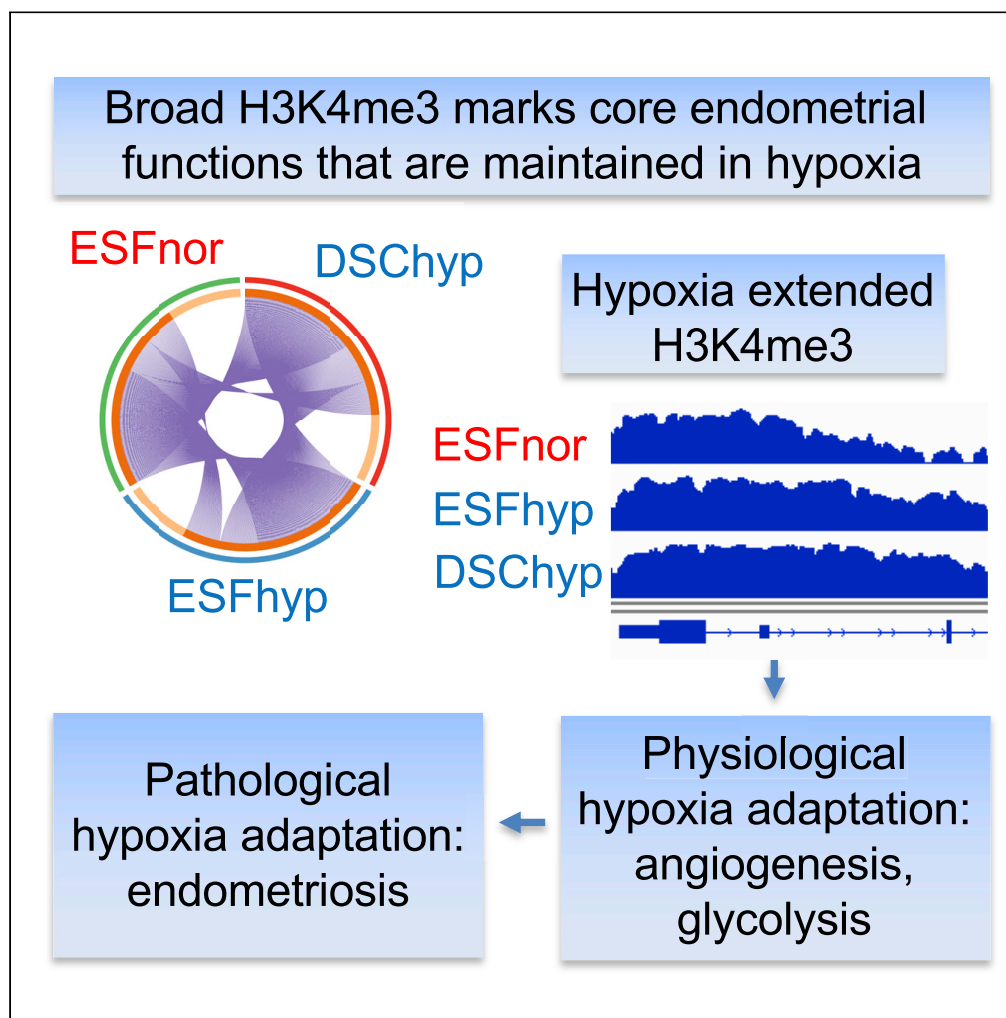 Broad H3K4me3 marks core endometrial
functions that are maintained in hypoxia
ESFnor
DSChyp
ESFhyp
Hypoxia extended
H3K4me3
ESFnor
ESFhyp
DSChyp
Pathological
hypoxia adaptation:
endometriosis
Physiological
hypoxia adaptation:
angiogenesis,
glycolysis